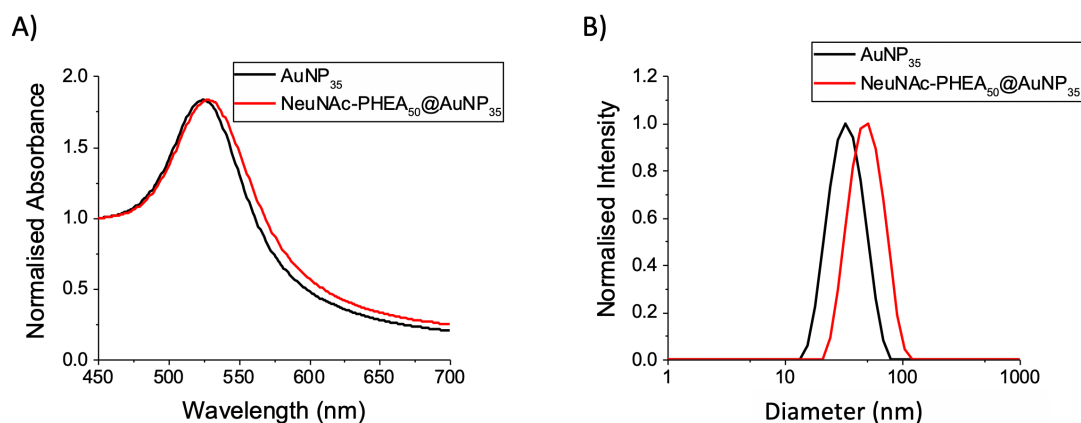 A)
AuNP₃₅
NeuNAc-PHEA₅₀@AuNP₃₅
2.0
1.5
1.0
0.5
0.0
450 500 550 600 650 700
Normalised Absorbance
Wavelength (nm)
B)
AuNP₃₅
NeuNAc-PHEA₅₀@AuNP₃₅
1.2
1.0
0.8
0.6
0.4
0.2
0.0
1 10 100 1000
Normalised Intensity
Diameter (nm)